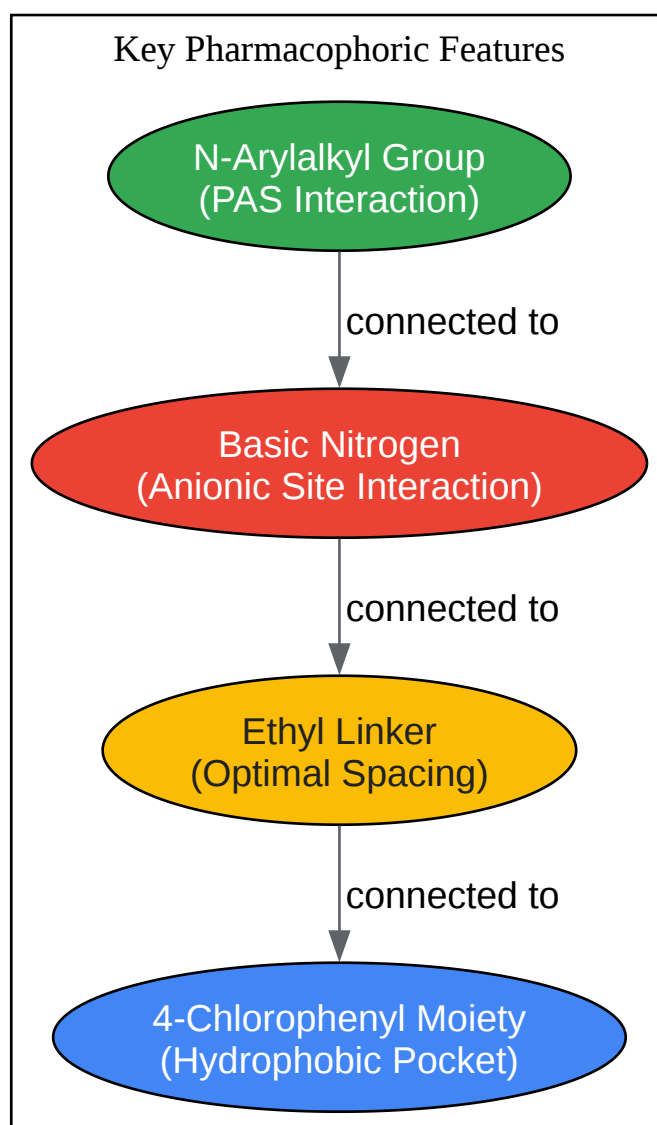 Key Pharmacophoric Features
N-Arylalkyl Group
(PAS Interaction)
connected to
Basic Nitrogen
(Anionic Site Interaction)
connected to
Ethyl Linker
(Optimal Spacing)
connected to
4-Chlorophenyl Moiety
(Hydrophobic Pocket)